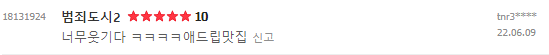 18131924 범죄도시2 ★★★★★ 10 tnr3****
너무웃기다 ㅋㅋㅋㅋ애드립맛집 신고 22.06.09